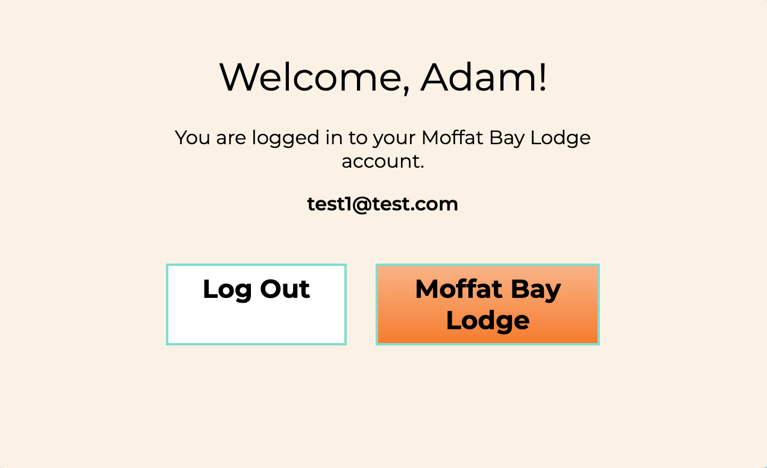 Welcome, Adam!
You are logged in to your Moffat Bay Lodge
account.
test1@test.com
Log Out
Moffat Bay
Lodge